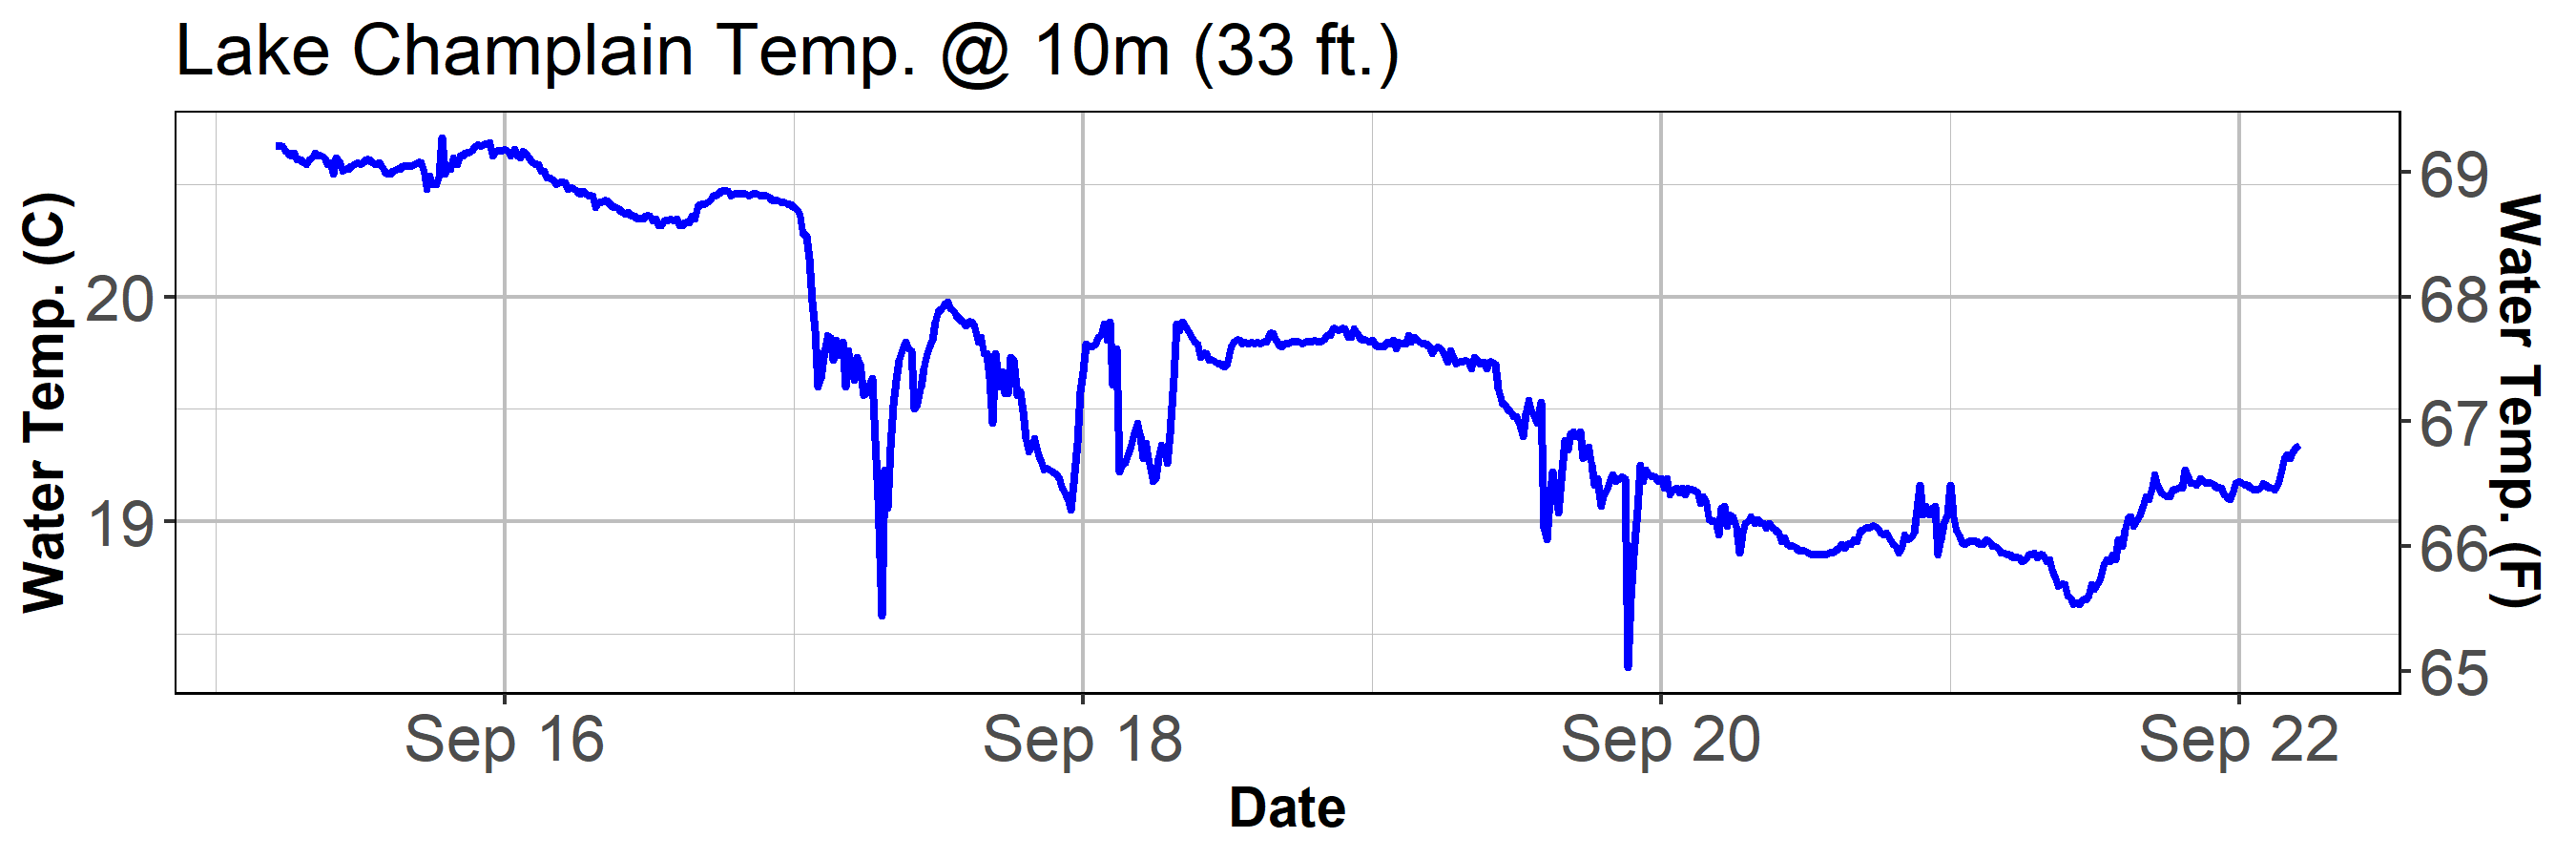 Lake Champlain Temp. @ 10m (33 ft.)
Water Temp. (C)
20
19
69
68
67
66
65
Water Temp. (F)
Sep 16 Sep 18 Sep 20 Sep 22
Date